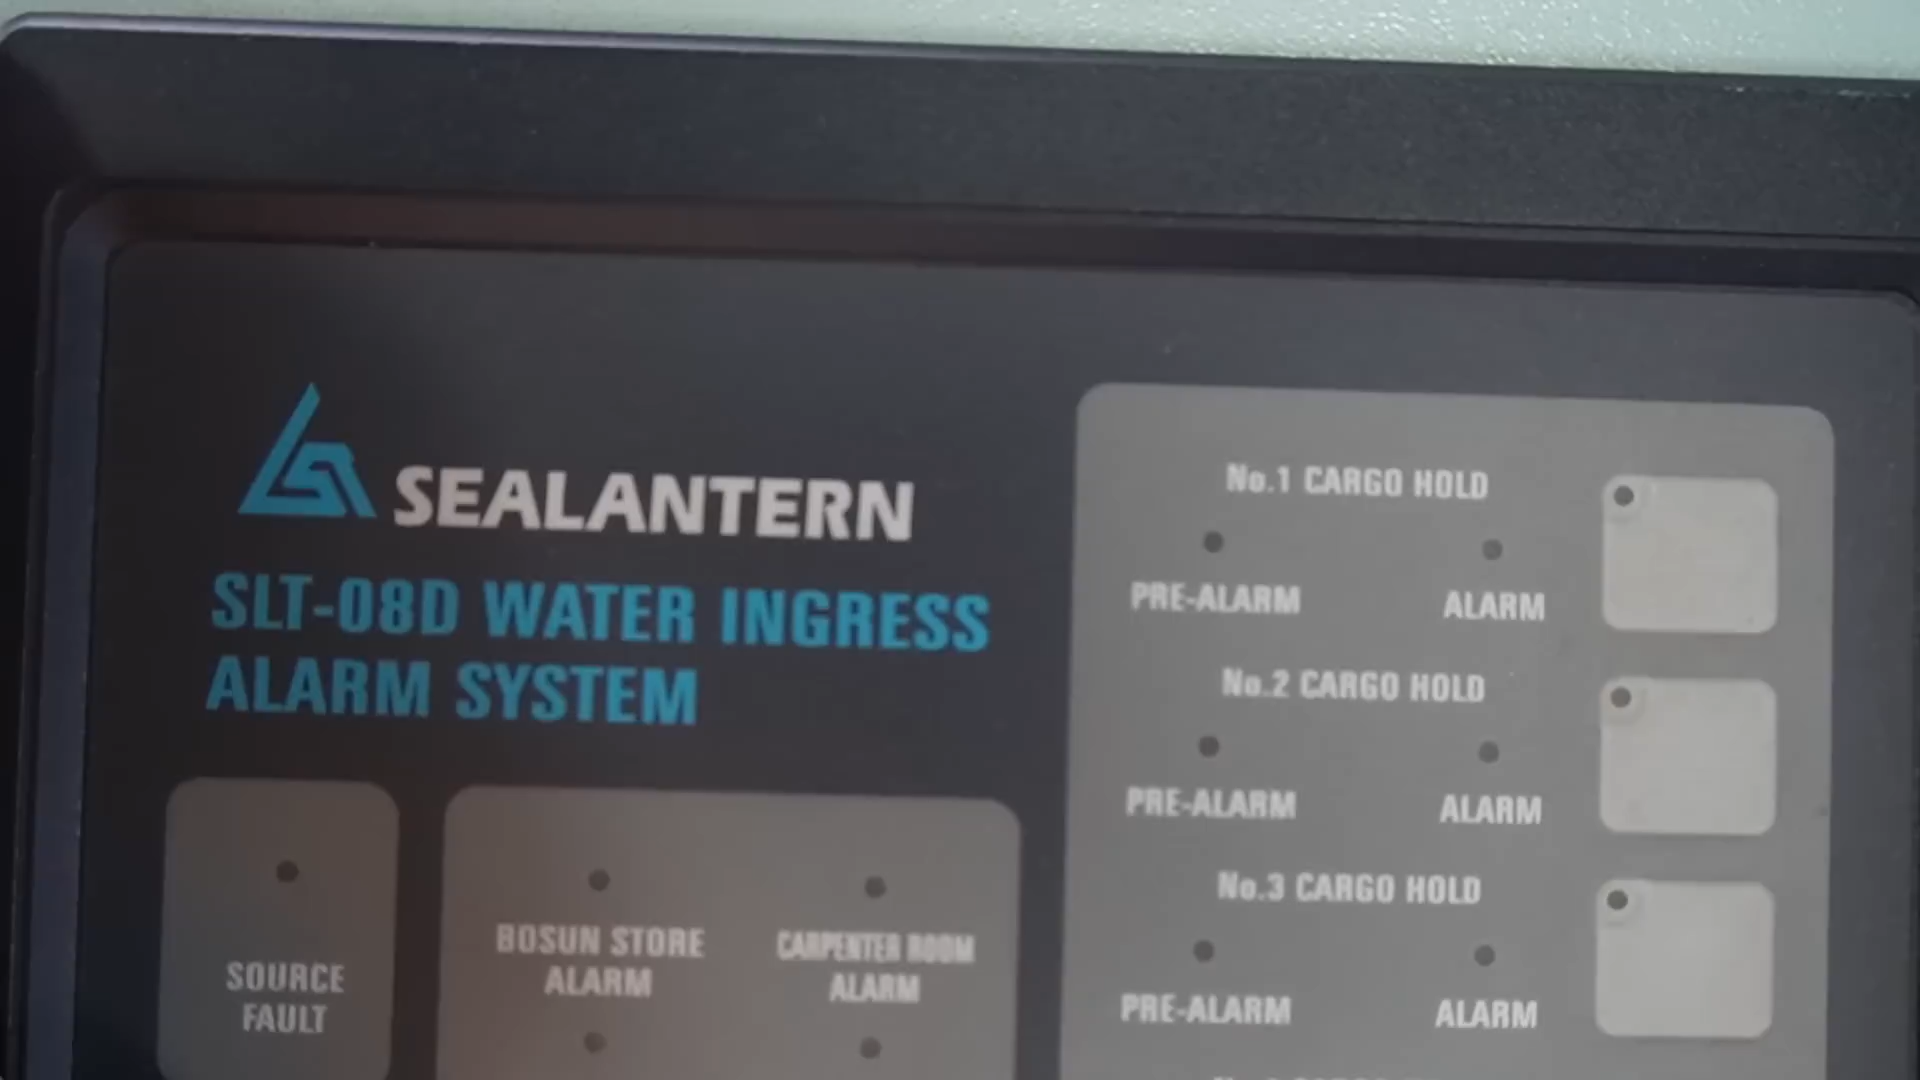 SEALANTERN
SLT-08D WATER INGRESS
ALARM SYSTEM
SOURCE
FAULT
BOSUN STORE
ALARM
CARPENTER ROOM
ALARM
No.1 CARGO HOLD
PRE-ALARM ALARM
No.2 CARGO HOLD
PRE-ALARM ALARM
No.3 CARGO HOLD
PRE-ALARM ALARM